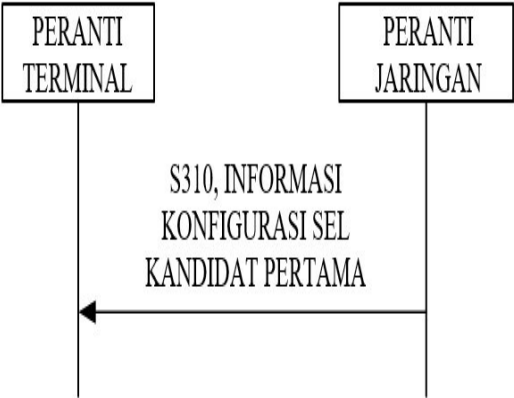 PERANTI
TERMINAL
PERANTI
JARINGAN
S310, INFORMASI
KONFIGURASI SEL
KANDIDAT PERTAMA